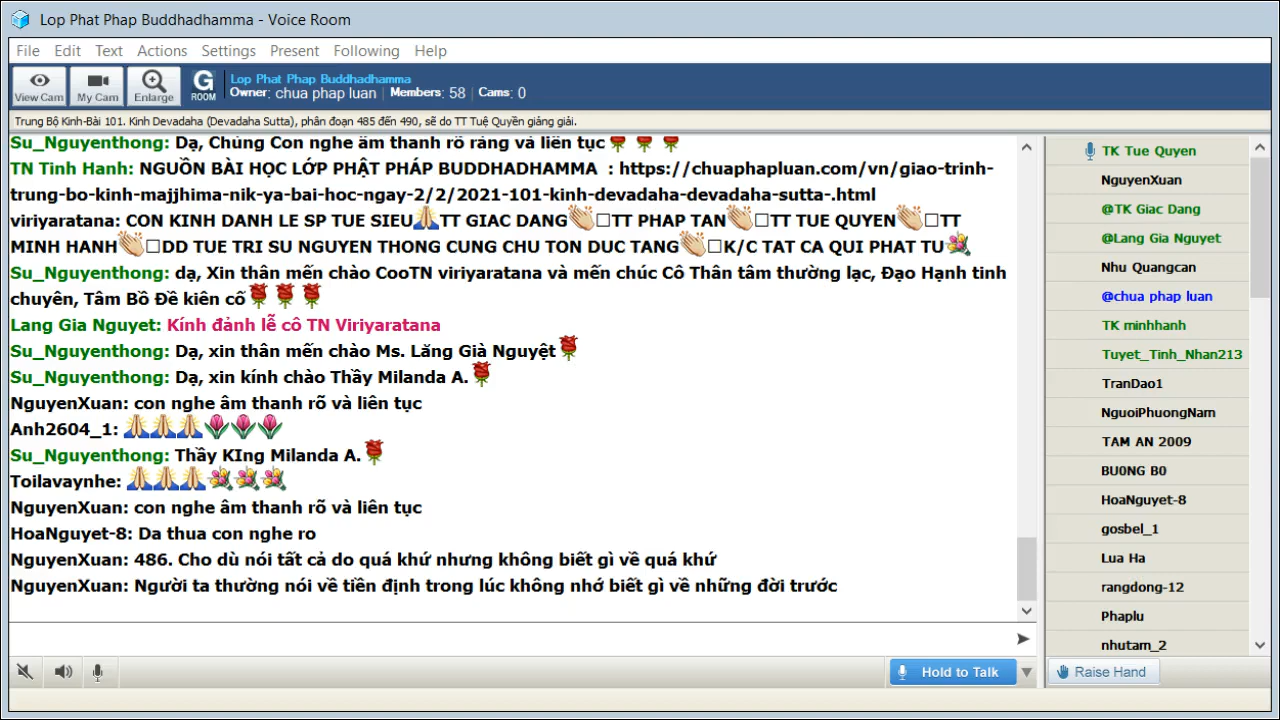 Lop Phat Phap Buddhadhamma - Voice Room
File Edit Text Actions Settings Present Following Help
View Cam My Cam Enlarge G ROOM
Lop Phat Phap Buddhadhamma
Owner: chua phap luan | Members: 58 | Cams: 0
Trung Bộ Kinh-Bài 101. Kinh Devadaha (Devadaha Sutta), phân đoạn 485 đến 490, sẽ do TT Tuệ Quyền giảng giải.
Su_Nguyenthong: Dạ, Chúng Con nghe âm thanh rõ ràng và liên tục🌹 🌹 🌹
TN Tinh Hanh: NGUỒN BÀI HỌC LỚP PHẬT PHÁP BUDDHADHAMMA : https://chuaphapluan.com/vn/giao-trinh-
trung-bo-kinh-majjhima-nik-ya-bai-hoc-ngay-2/2/2021-101-kinh-devadaha-devadaha-sutta-.html
viriyaratana: CON KINH DANH LE SP TUE SIEU🙏TT GIAC DANG👏□TT PHAP TAN👏□TT TUE QUYEN👏□TT
MINH HANH👏□DD TUE TRI SU NGUYEN THONG CUNG CHU TON DUC TANG👏□K/C TAT CA QUI PHAT TU💐
Su_Nguyenthong: dạ, Xin thân mến chào CooTN viriyaratana và mến chúc Cô Thân tâm thường lạc, Đạo Hạnh tinh
chuyên, Tâm Bồ Đề kiên cố🌹 🌹 🌹
Lang Gia Nguyet: Kính đảnh lễ cô TN Viriyaratana
Su_Nguyenthong: Dạ, xin thân mến chào Ms. Lăng Già Nguyệt🌹
Su_Nguyenthong: Dạ, xin kính chào Thầy Milanda A.🌹
NguyenXuan: con nghe âm thanh rõ và liên tục
Anh2604_1: 🙏🙏🙏🌷🌷🌷
Su_Nguyenthong: Thầy KIng Milanda A.🌹
Toilavaynhe: 🙏🙏🙏💐💐💐
NguyenXuan: con nghe âm thanh rõ và liên tục
HoaNguyet-8: Da thua con nghe ro
NguyenXuan: 486. Cho dù nói tất cả do quá khứ nhưng không biết gì về quá khứ
NguyenXuan: Người ta thường nói về tiền định trong lúc không nhớ biết gì về những đời trước
TK Tue Quyen
NguyenXuan
@TK Giac Dang
@Lang Gia Nguyet
Nhu Quangcan
@chua phap luan
TK minhhanh
Tuyet_Tinh_Nhan213
TranDao1
NguoiPhuongNam
TAM AN 2009
BU0NG B0
HoaNguyet-8
gosbel_1
Lua Ha
rangdong-12
Phaplu
nhutam_2
Hold to Talk
Raise Hand